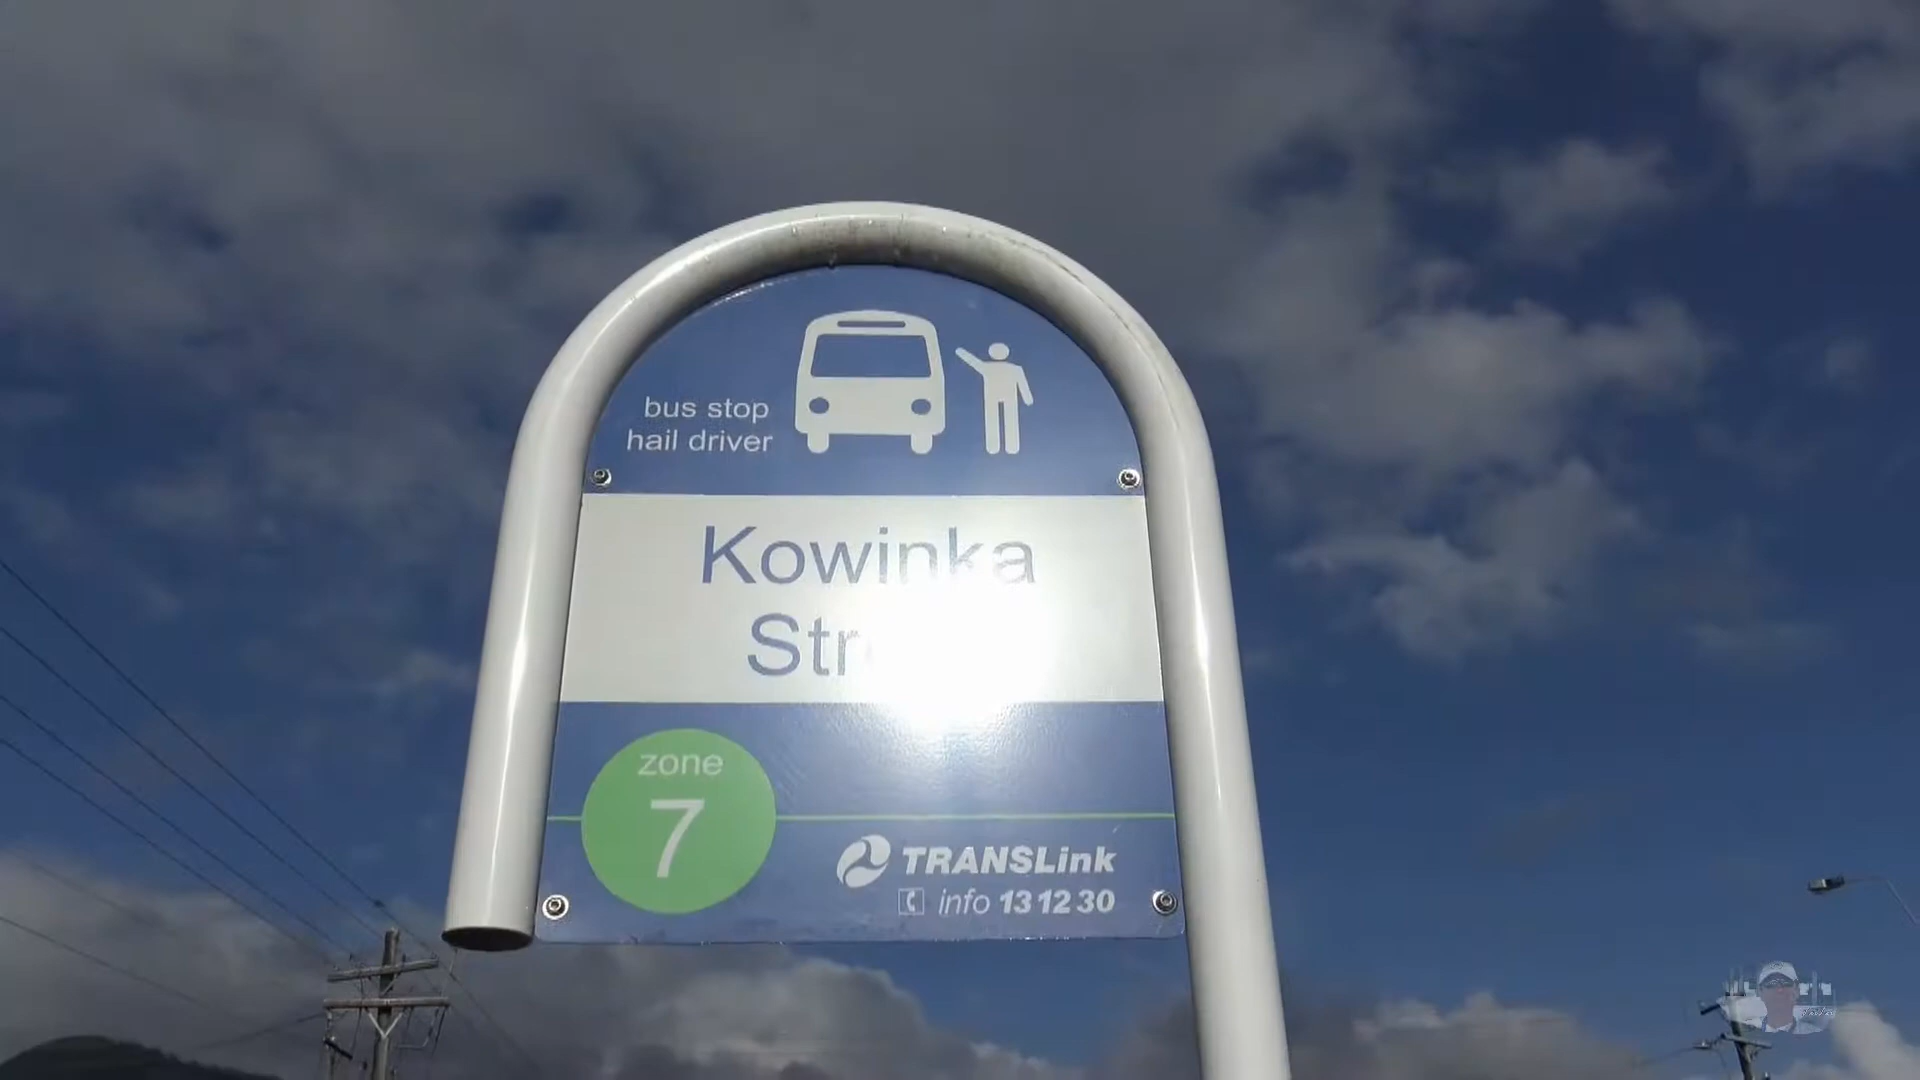 bus stop
hail driver
Kowinka
zone
7
TRANSLink
info 13 12 30